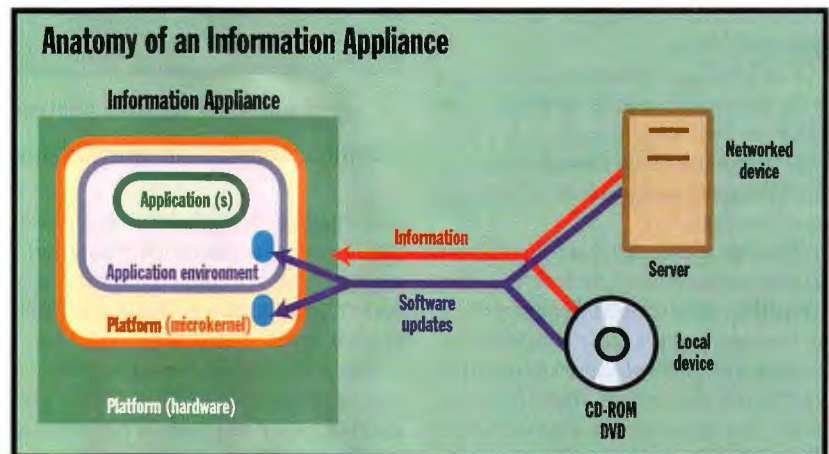 Anatomy of an Information Appliance
Information Appliance
Application (s)
Application environment
Platform (microkernel)
Platform (hardware)
Information
Software
updates
Networked
device
Server
Local
device
CD-ROM
DVD